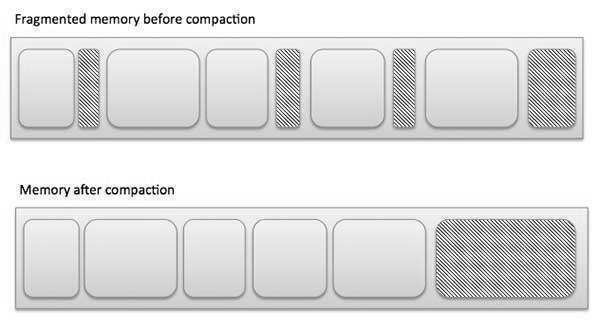 Fragmented memory before compaction
Memory after compaction